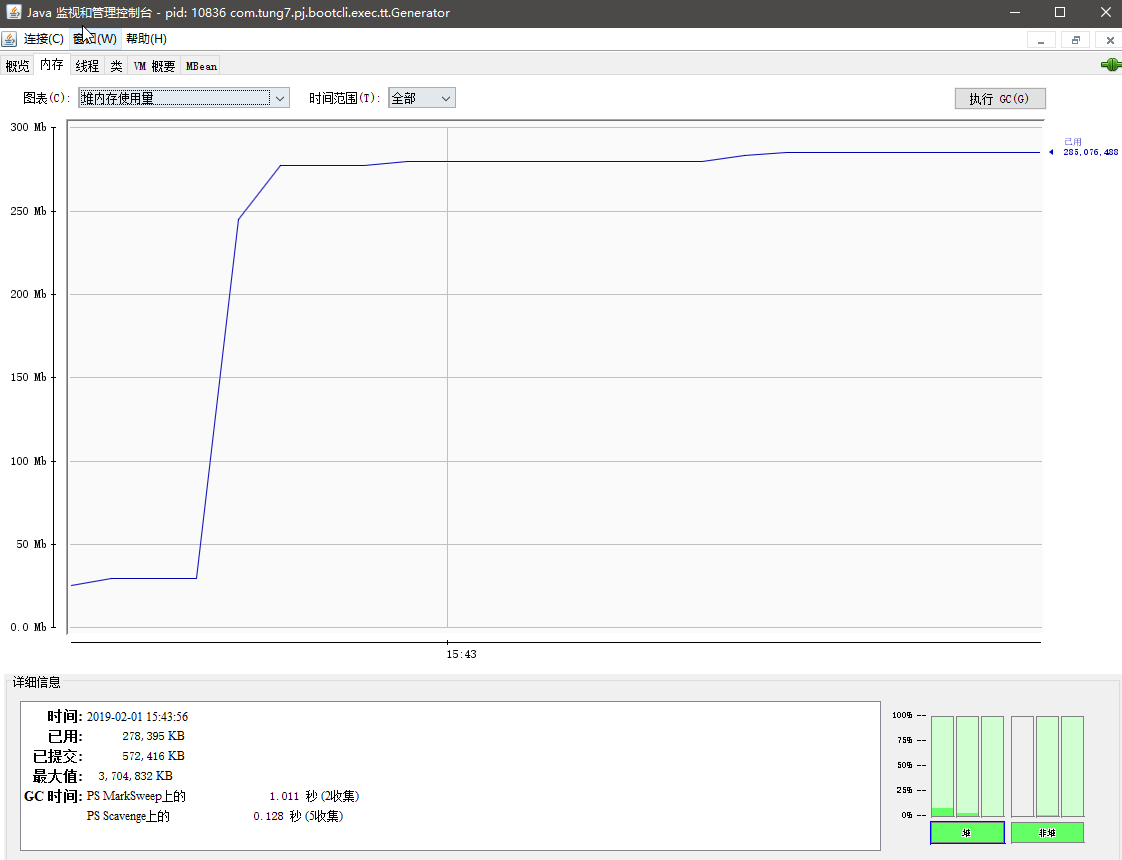 Java 监视和管理控制台 - pid: 10836 com.tung7.pj.bootcli.exec.tt.Generator
连接(C) 窗口(W) 帮助(H)
概览 内存 线程 类 VM 概要 MBean
图表(C): 堆内存使用量 时间范围(T): 全部 执行 GC(G)
300 Mb
已用
285,076,488
250 Mb
200 Mb
150 Mb
100 Mb
50 Mb
0.0 Mb
15:43
详细信息
时间: 2019-02-01 15:43:56
已用: 278,395 KB
已提交: 572,416 KB
最大值: 3,704,832 KB
GC 时间: PS MarkSweep上的 1.011 秒 (2收集)
PS Scavenge上的 0.128 秒 (5收集)
100% --
75% --
50% --
25% --
0% --
堆 非堆